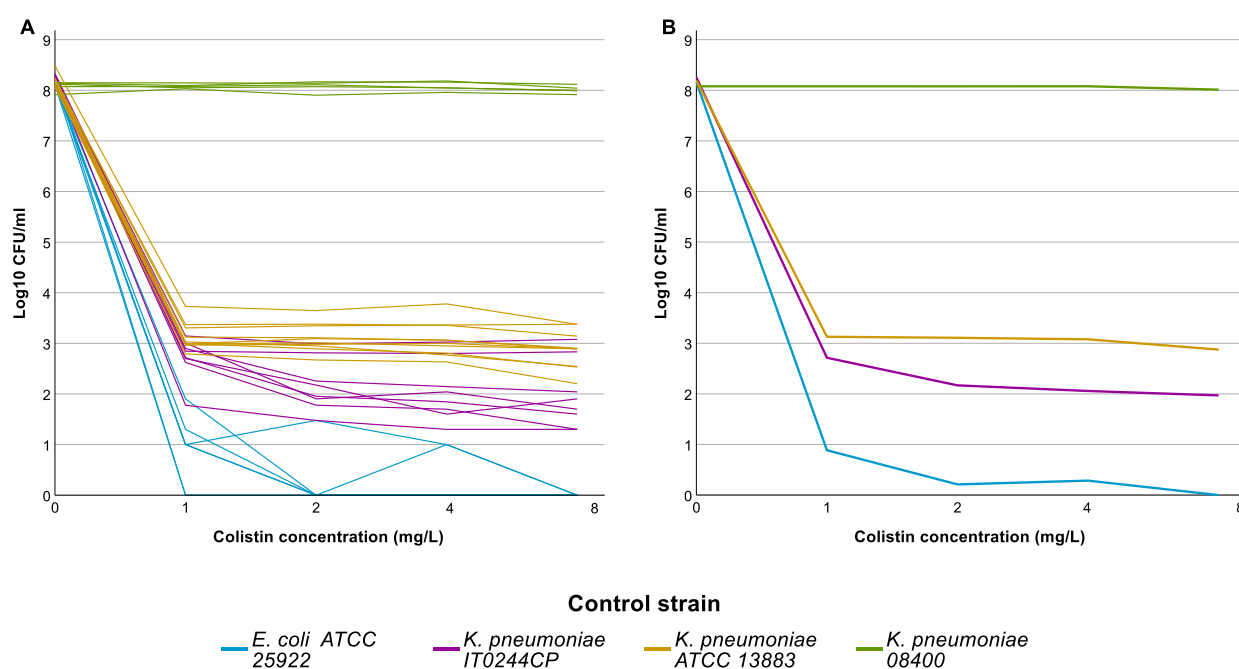 A
B
9
8
7
6
5
4
3
2
1
0
Log10 CFU/ml
0 1 2 4 8
Colistin concentration (mg/L)
9
8
7
6
5
4
3
2
1
0
Log10 CFU/ml
0 1 2 4 8
Colistin concentration (mg/L)
Control strain
E. coli ATCC
25922
K. pneumoniae
IT0244CP
K. pneumoniae
ATCC 13883
K. pneumoniae
08400